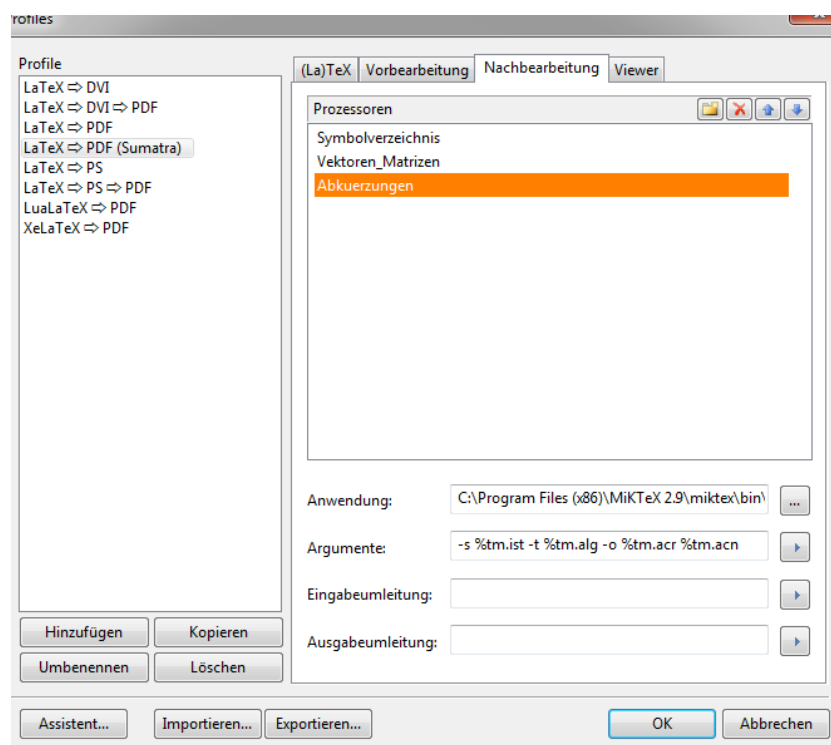 Profile
LaTeX ⇨ DVI
LaTeX ⇨ DVI ⇨ PDF
LaTeX ⇨ PDF
LaTeX ⇨ PDF (Sumatra)
LaTeX ⇨ PS
LaTeX ⇨ PS ⇨ PDF
LuaLaTeX ⇨ PDF
XeLaTeX ⇨ PDF
Hinzufügen Kopieren
Umbenennen Löschen
(La)TeX Vorbearbeitung Nachbearbeitung Viewer
Prozessoren
Symbolverzeichnis
Vektoren_Matrizen
Abkuerzungen
Anwendung: C:\Program Files (x86)\MiKTeX 2.9\miktex\bin\ ...
Argumente: -s %tm.ist -t %tm.alg -o %tm.acr %tm.acn
Eingabeumleitung:
Ausgabeumleitung:
Assistent... Importieren... Exportieren... OK Abbrechen